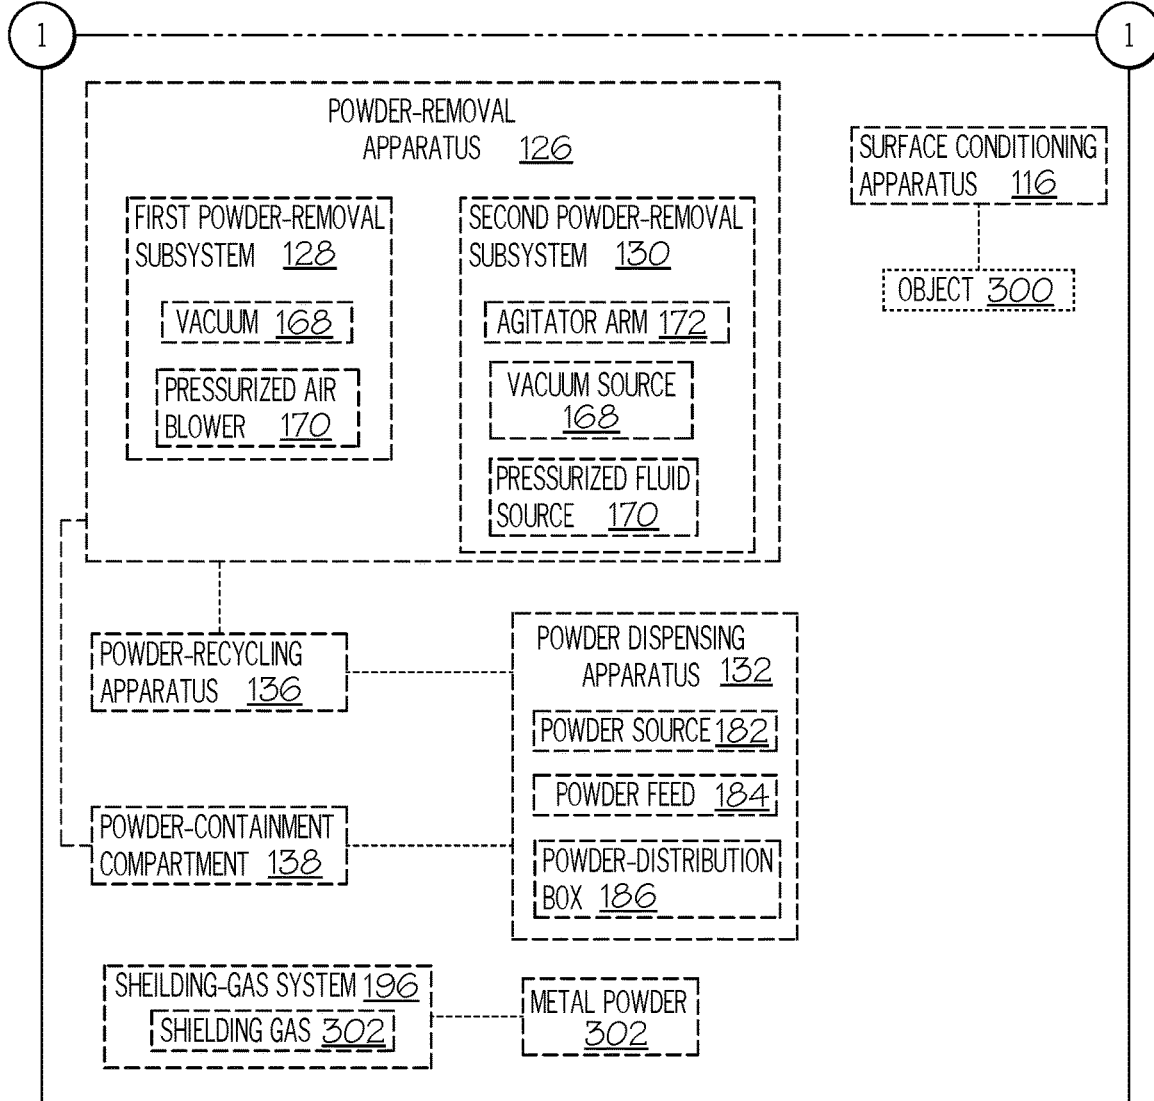 1
1
POWDER-REMOVAL
APPARATUS 126
FIRST POWDER-REMOVAL
SUBSYSTEM 128
VACUUM 168
PRESSURIZED AIR
BLOWER 170
SECOND POWDER-REMOVAL
SUBSYSTEM 130
AGITATOR ARM 172
VACUUM SOURCE
168
PRESSURIZED FLUID
SOURCE 170
SURFACE CONDITIONING
APPARATUS 116
OBJECT 300
POWDER-RECYCLING
APPARATUS 136
POWDER DISPENSING
APPARATUS 132
POWDER SOURCE 182
POWDER FEED 184
POWDER-DISTRIBUTION
BOX 186
POWDER-CONTAINMENT
COMPARTMENT 138
SHEILDING-GAS SYSTEM 196
SHIELDING GAS 302
METAL POWDER
302